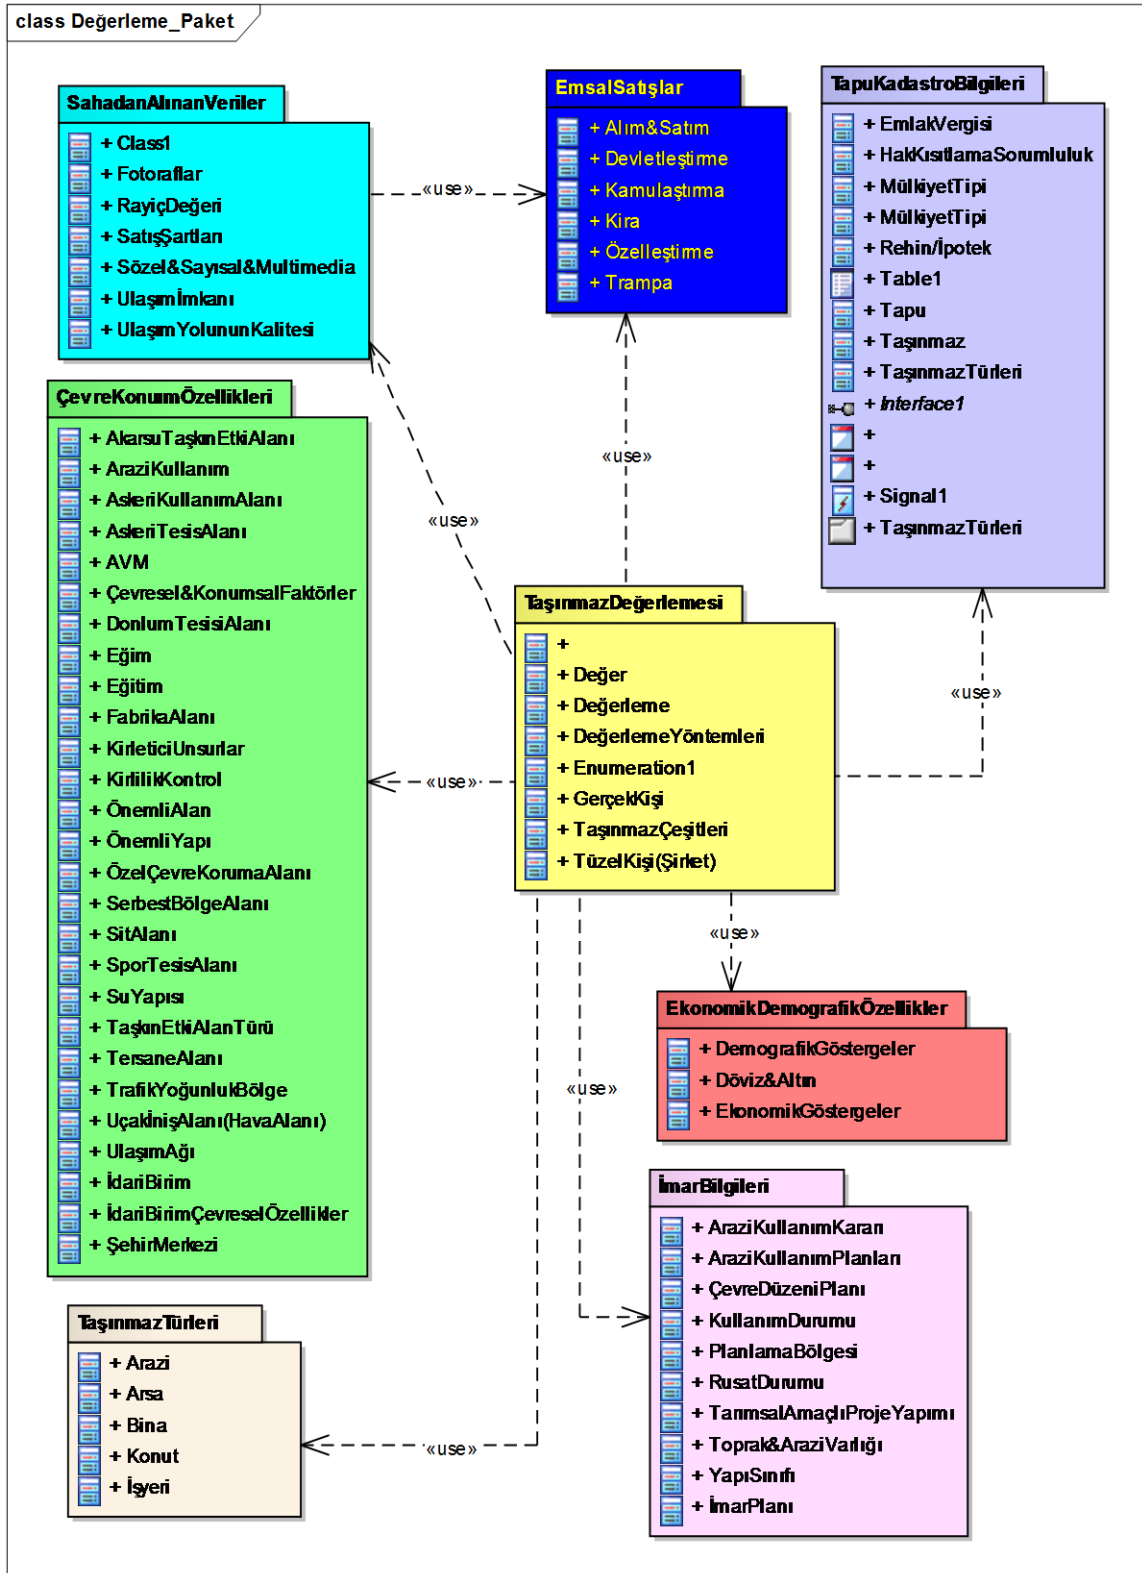 class Değerleme_Paket
SahadanAlınanVeriler
+ Class1
+ Fotoraflar
+ RayiçDeğeri
+ SatışŞartları
+ Sözel&Sayısal&Multimedia
+ Ulaşımİmkanı
+ UlaşımYolununKalitesi
«use»
EmsalSatışlar
+ Alım&Satım
+ Devletleştirme
+ Kamulaştırma
+ Kira
+ Özelleştirme
+ Trampa
TapuKadastroBilgileri
+ EmlakVergisi
+ HakKısıtlamaSorumluluk
+ MülkiyetTipi
+ MülkiyetTipi
+ Rehin/İpotek
+ Table1
+ Tapu
+ Taşınmaz
+ TaşınmazTürleri
+ Interface1
+
+
+ Signal1
+ TaşınmazTürleri
ÇevreKonumÖzellikleri
+ AkarsuTaşkınEtkiAlanı
+ AraziKullanım
+ AskeriKullanımAlanı
+ AskeriTesisAlanı
+ AVM
+ Çevresel&KonumsalFaktörler
+ DonlumTesisiAlanı
+ Eğim
+ Eğitim
+ FabrikaAlanı
+ KirleticiUnsurlar
+ KirlilikKontrol
+ ÖnemliAlan
+ ÖnemliYapı
+ ÖzelÇevreKorumaAlanı
+ SerbestBölgeAlanı
+ SitAlanı
+ SporTesisAlanı
+ SuYapısı
+ TaşkınEtkiAlanTürü
+ TersaneAlanı
+ TrafikYoğunlukBölge
+ UçakİnişAlanı(HavaAlanı)
+ UlaşımAğı
+ İdariBirim
+ İdariBirimÇevreselÖzellikler
+ ŞehirMerkezi
«use»
«use»
«use»
«use»
TaşınmazDeğerlemesi
+
+ Değer
+ Değerleme
+ DeğerlemeYöntemleri
+ Enumeration1
+ GerçekKişi
+ TaşınmazÇeşitleri
+ TüzelKişi(Şirket)
«use»
EkonomikDemografikÖzellikler
+ DemografikGöstergeler
+ Döviz&Altın
+ EkonomikGöstergeler
«use»
İmarBilgileri
+ AraziKullanımKararı
+ AraziKullanımPlanları
+ ÇevreDüzeniPlanı
+ KullanımDurumu
+ PlanlamaBölgesi
+ RusatDurumu
+ TarımsalAmaçlıProjeYapımı
+ Toprak&AraziVarlığı
+ YapıSınıfı
+ İmarPlanı
TaşınmazTürleri
+ Arazi
+ Arsa
+ Bina
+ Konut
+ İşyeri
«use»